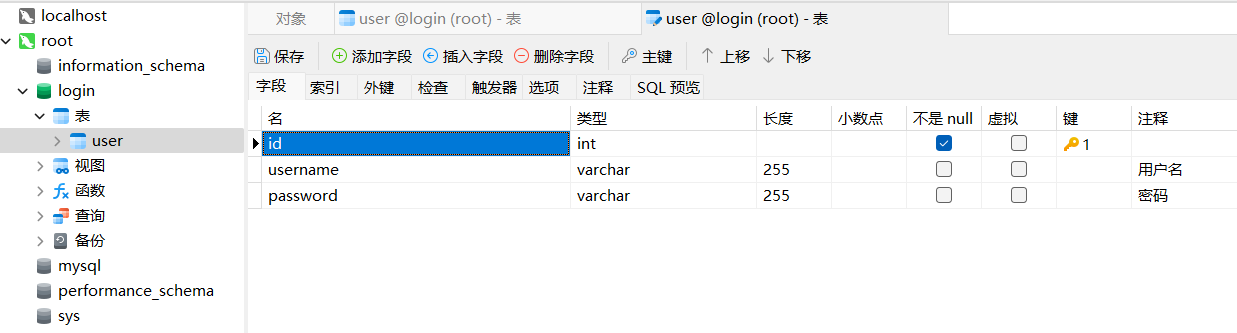 localhost
root
information_schema
login
表
user
视图
函数
查询
备份
mysql
performance_schema
sys
对象 user @login (root) - 表 user @login (root) - 表
保存 添加字段 插入字段 删除字段 主键 上移 下移
字段 索引 外键 检查 触发器 选项 注释 SQL 预览
名 类型 长度 小数点 不是 null 虚拟 键 注释
id int 1
username varchar 255 用户名
password varchar 255 密码